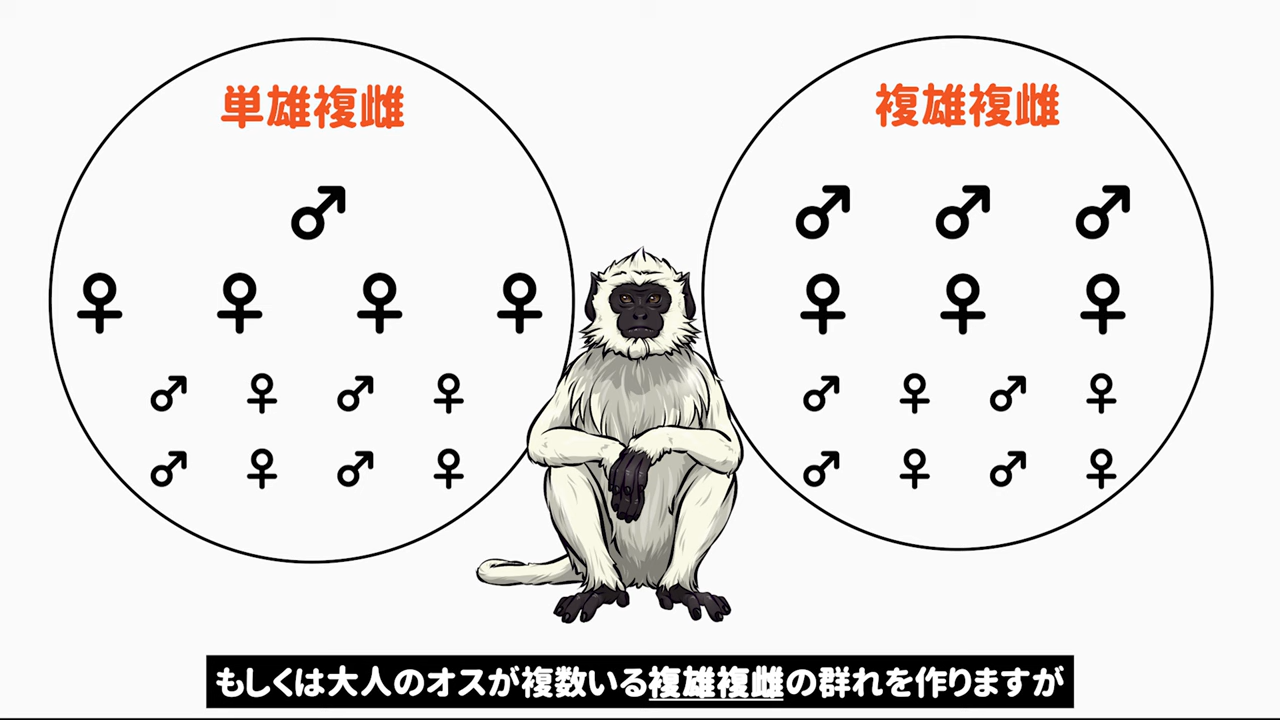 単雄複雌
複雄複雌
♂
♂ ♂ ♂
♀ ♀ ♀ ♀
♀ ♀ ♀
♂ ♀ ♂ ♀
♂ ♀ ♂ ♀
♂ ♀ ♂ ♀
♂ ♀ ♂ ♀
もしくは大人のオスが複数いる複雄複雌の群れを作りますが